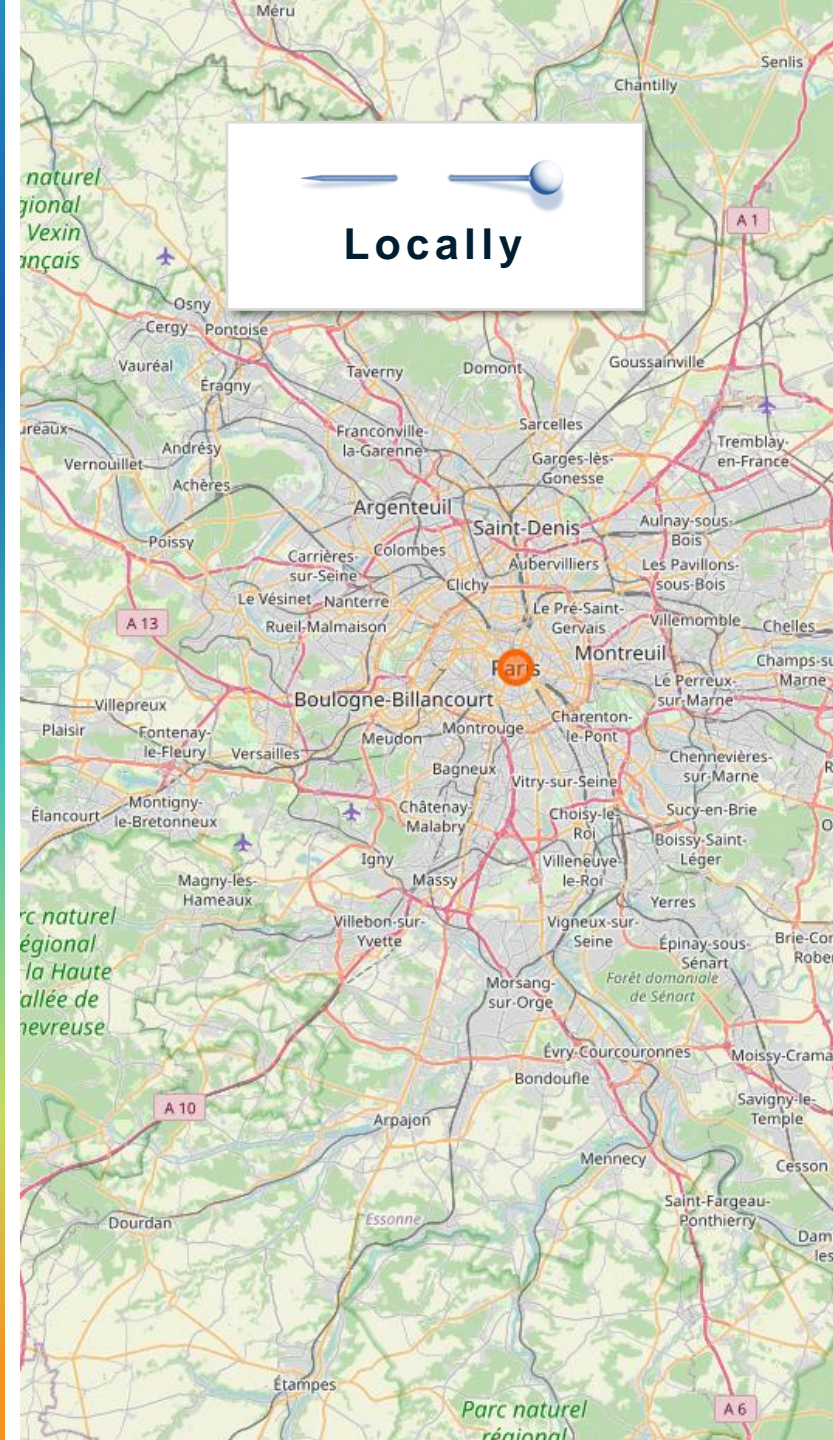 Méru
Senlis
Chantilly
naturel
gional
Vexin
ançais
Locally
A 1
Osny
Cergy
Pontoise
Vauréal
Éragny
Taverny
Domont
Goussainville
ureaux
Vernouillet
Andrésy
Achères
Franconville-
la-Garenne
Sarcelles
Garges-lès-
Gonesse
Tremblay-
en-France
Argenteuil
Saint-Denis
Poissy
Carrières-
sur-Seine
Colombes
Aubervilliers
Aulnay-sous-
Bois
Les Pavillons-
sous-Bois
Clichy
Le Vésinet
Nanterre
Rueil-Malmaison
Le Pré-Saint-
Gervais
Villemomble
Chelles
A 13
Paris
Montreuil
Champs-su
Marne
Le Perreux-
sur-Marne
Villepreux
Boulogne-Billancourt
Plaisir
Fontenay-
le-Fleury
Versailles
Meudon
Montrouge
Charenton-
le-Pont
Bagneux
Vitry-sur-Seine
Chennevières-
sur-Marne
R
Élancourt
Montigny-
le-Bretonneux
Châtenay-
Malabry
Choisy-le-
Roi
Sucy-en-Brie
O
Boissy-Saint-
Léger
Igny
Massy
Villeneuve-
le-Roi
Magny-les-
Hameaux
Yerres
rc naturel
égional
la Haute
allée de
hevreuse
Villebon-sur-
Yvette
Vigneux-sur-
Seine
Épinay-sous-
Sénart
Brie-Com
Rober
Morsang-
sur-Orge
Forêt domaniale
de Sénart
Évry-Courcouronnes
Moissy-Crama
Bondoufle
A 10
Savigny-le-
Temple
Arpajon
Mennecy
Cesson
Saint-Fargeau-
Ponthierry
Dourdan
Essonne
Dam
les
Étampes
Parc naturel
régional
A 6